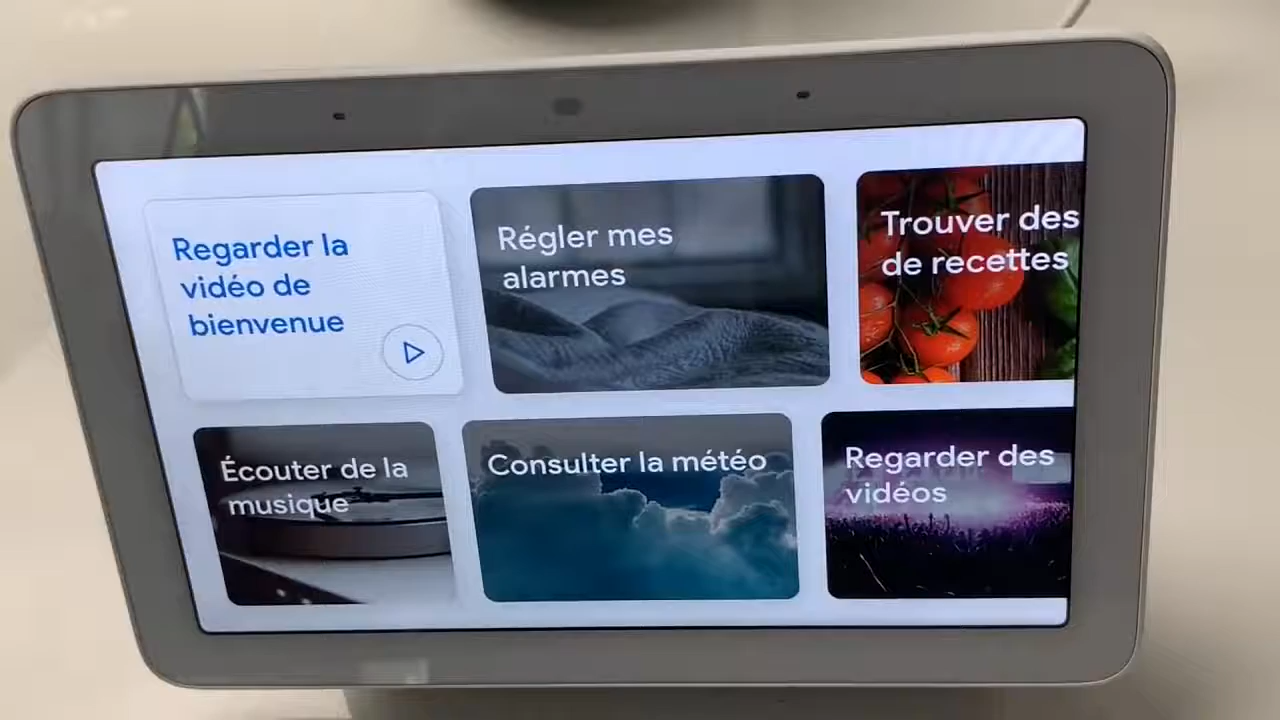 Regarder la
vidéo de
bienvenue
Régler mes
alarmes
Trouver des
de recettes
Écouter de la
musique
Consulter la météo
Regarder des
vidéos